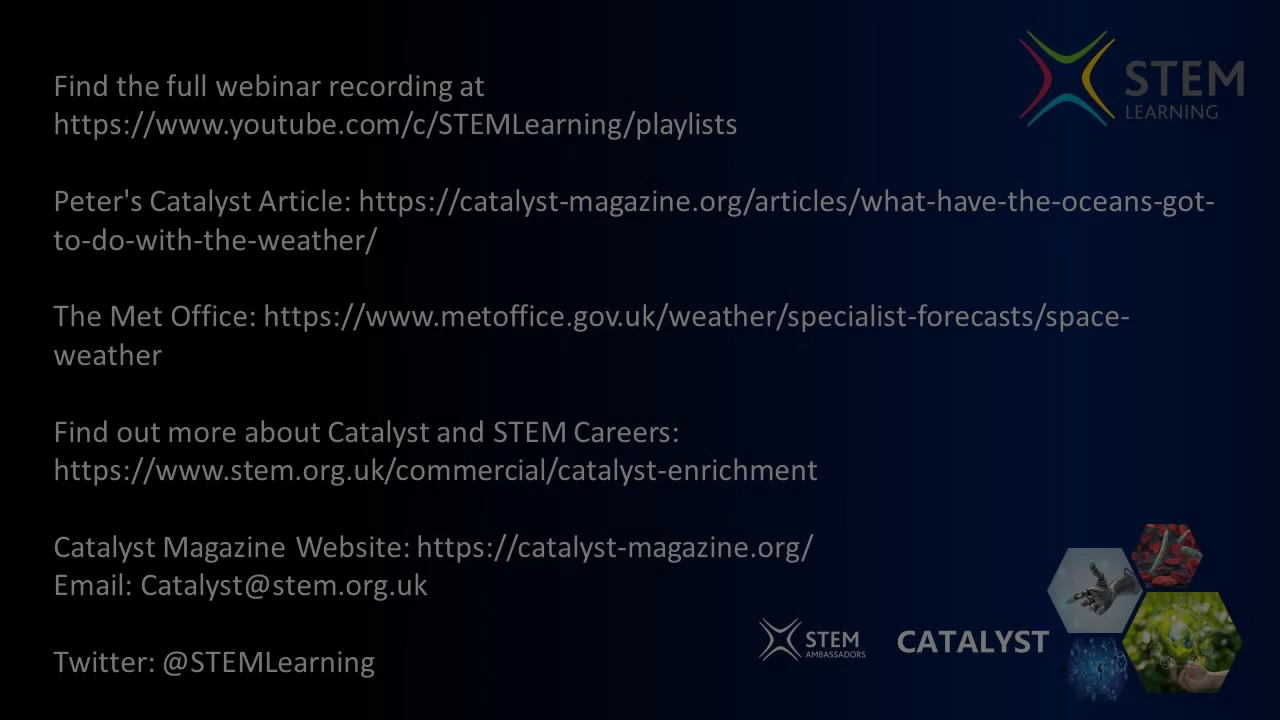 STEM
LEARNING
Find the full webinar recording at
https://www.youtube.com/c/STEMLearning/playlists
Peter's Catalyst Article: https://catalyst-magazine.org/articles/what-have-the-oceans-got-
to-do-with-the-weather/
The Met Office: https://www.metoffice.gov.uk/weather/specialist-forecasts/space-
weather
Find out more about Catalyst and STEM Careers:
https://www.stem.org.uk/commercial/catalyst-enrichment
Catalyst Magazine Website: https://catalyst-magazine.org/
Email: Catalyst@stem.org.uk
Twitter: @STEMLearning
STEM
AMBASSADORS
CATALYST